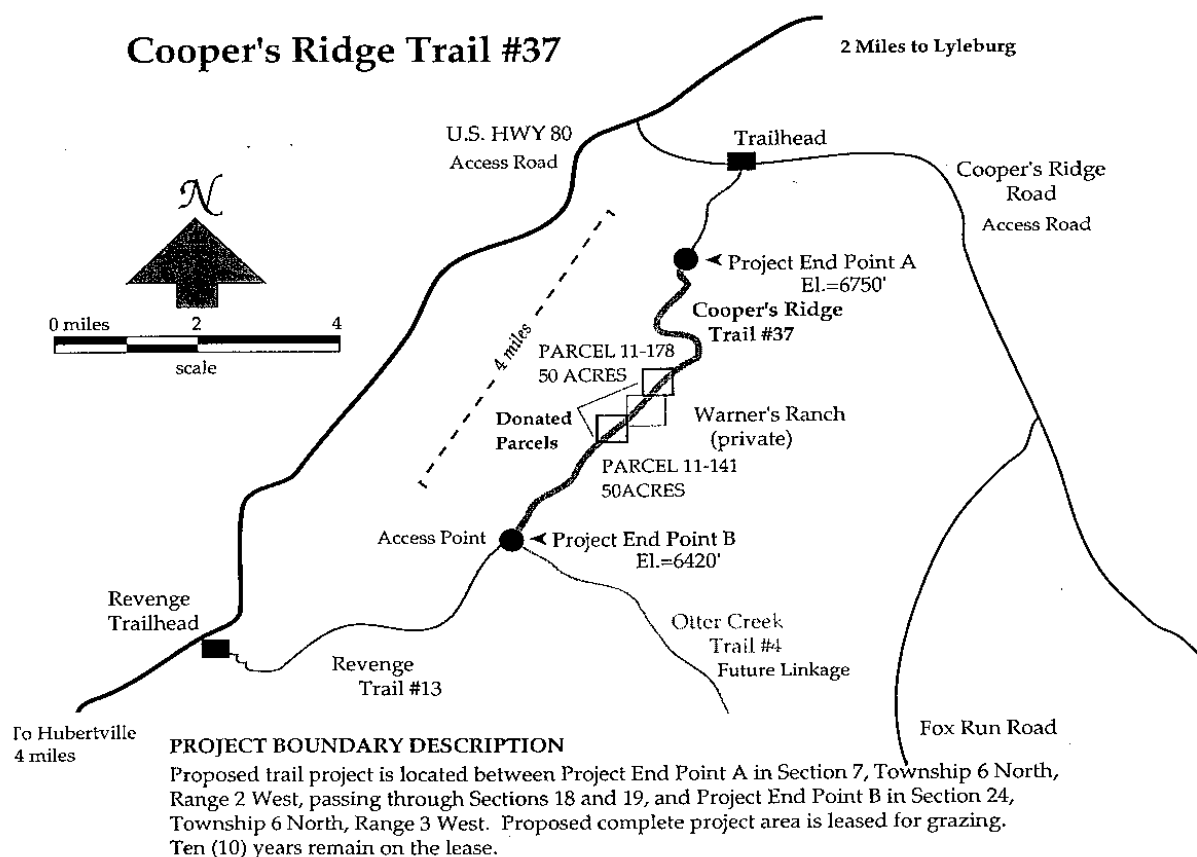 Cooper's Ridge Trail #37
2 Miles to Lyleburg
U.S. HWY 80
Access Road
Trailhead
Cooper's Ridge
Road
Access Road
N
Project End Point A
El.=6750'
0 miles 2 4
scale
Cooper's Ridge
Trail #37
4 miles
PARCEL 11-178
50 ACRES
Donated
Parcels
Warner's Ranch
(private)
PARCEL 11-141
50ACRES
Access Point
Project End Point B
El.=6420'
Revenge
Trailhead
Otter Creek
Trail #4
Future Linkage
Revenge
Trail #13
To Hubertville
4 miles
Fox Run Road
PROJECT BOUNDARY DESCRIPTION
Proposed trail project is located between Project End Point A in Section 7, Township 6 North,
Range 2 West, passing through Sections 18 and 19, and Project End Point B in Section 24,
Township 6 North, Range 3 West. Proposed complete project area is leased for grazing.
Ten (10) years remain on the lease.